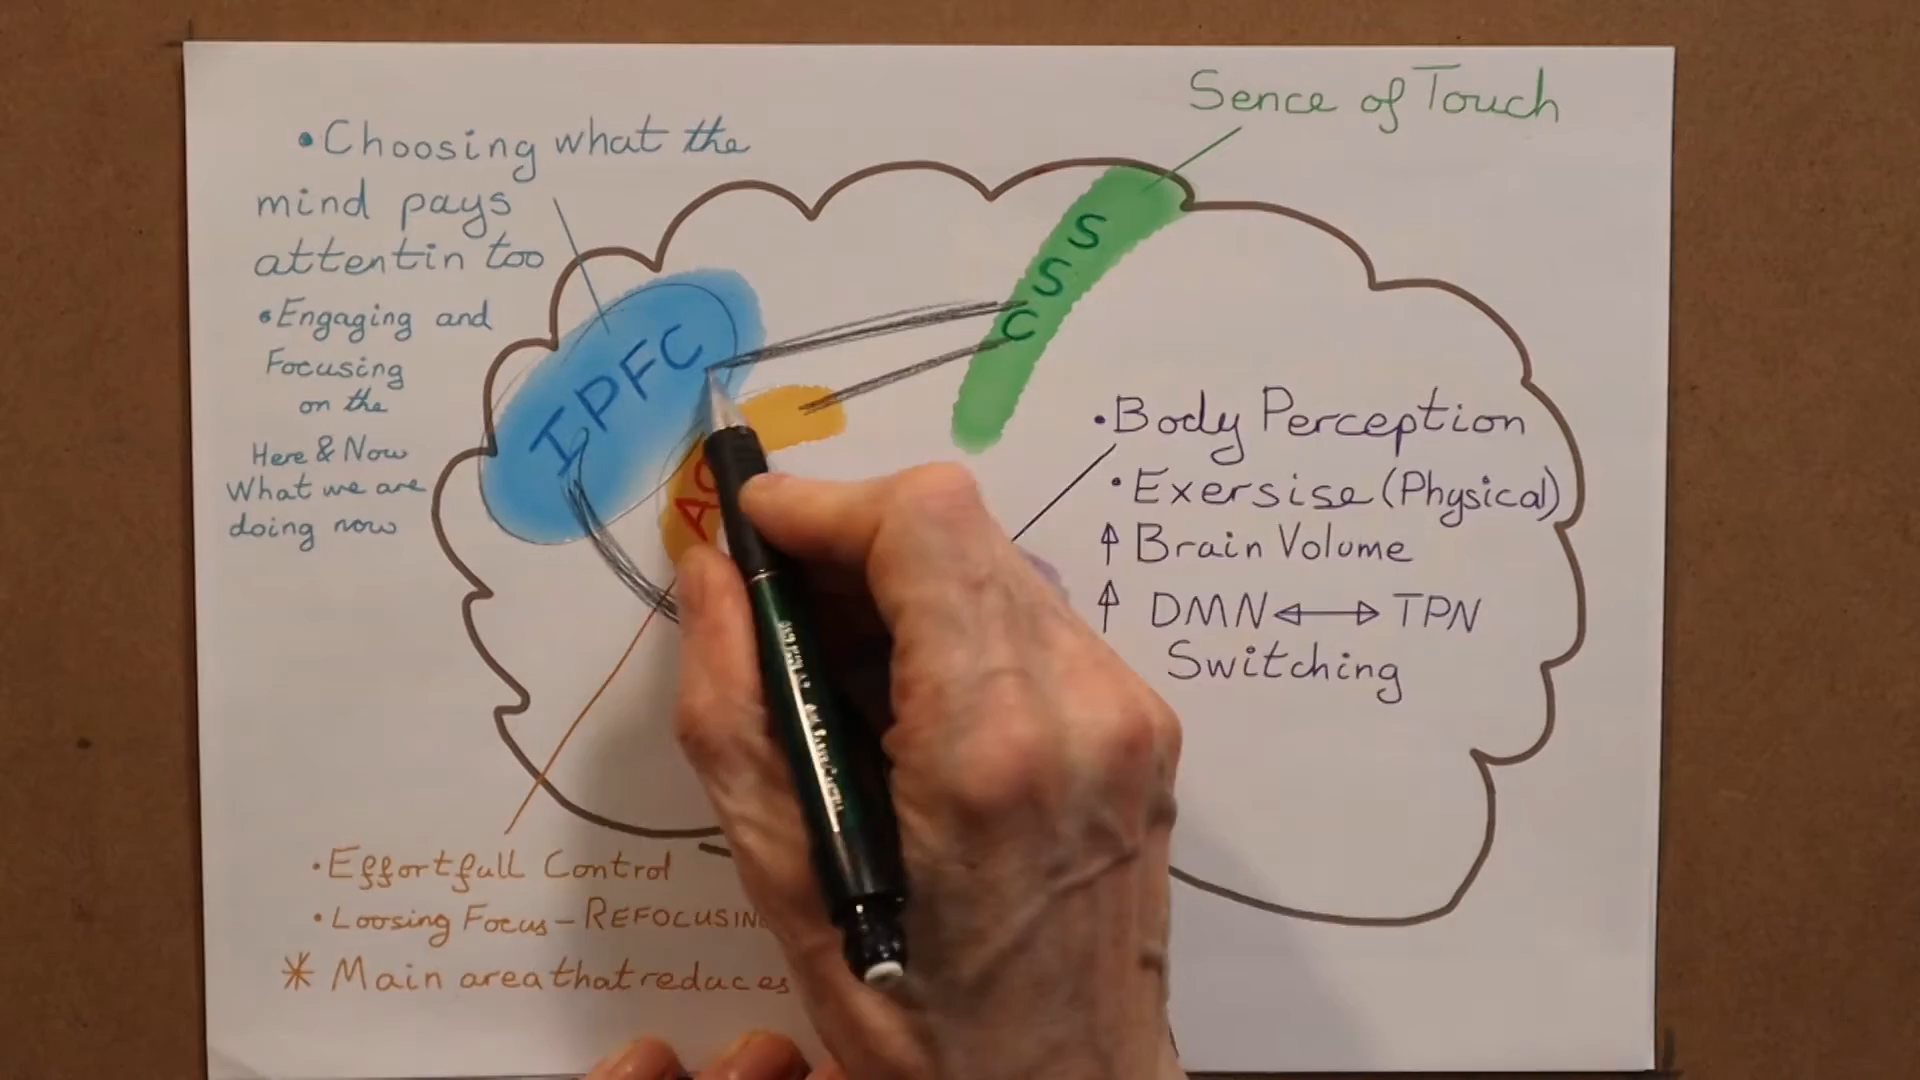 Sence of Touch
•Choosing what the
mind pays
attentin too
•Engaging and
Focusing
on the
Here & Now
What we are
doing now
IPFC
S
S
C
•Body Perception
•Exersise (Physical)
↑ Brain Volume
↑ DMN ↔ TPN
Switching
•Effortfull Control
•Loosing Focus – REFOCUSING
* Main area that reduces